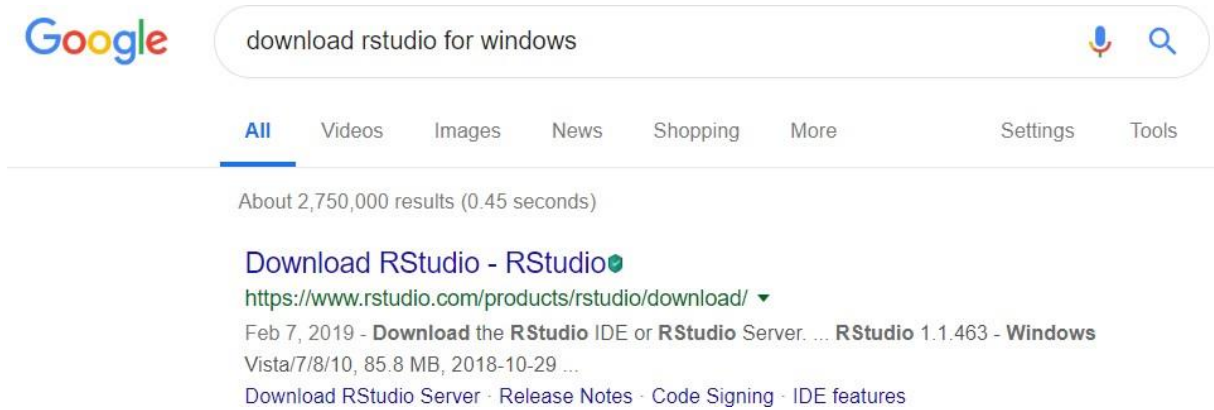 Google
download rstudio for windows
All Videos Images News Shopping More Settings Tools
About 2,750,000 results (0.45 seconds)
Download RStudio - RStudio
https://www.rstudio.com/products/rstudio/download/
Feb 7, 2019 - Download the RStudio IDE or RStudio Server. ... RStudio 1.1.463 - Windows
Vista/7/8/10, 85.8 MB, 2018-10-29 ...
Download RStudio Server · Release Notes · Code Signing · IDE features